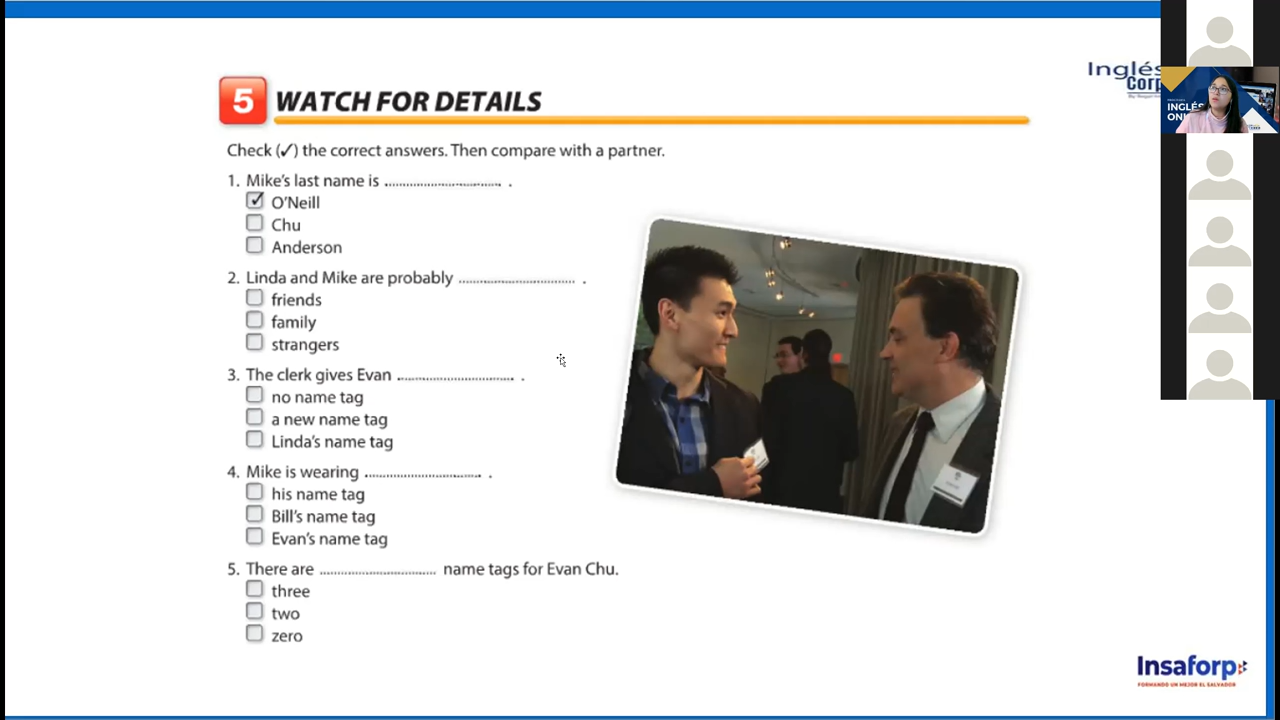 5 WATCH FOR DETAILS
Check (✓) the correct answers. Then compare with a partner.
1. Mike's last name is ............................ .
O'Neill
Chu
Anderson
2. Linda and Mike are probably ............................ .
friends
family
strangers
3. The clerk gives Evan ............................ .
no name tag
a new name tag
Linda's name tag
4. Mike is wearing ............................ .
his name tag
Bill's name tag
Evan's name tag
5. There are ............................ name tags for Evan Chu.
three
two
zero
Inglés
Corp
INGLÉS
Insaforp
FORMANDO UN MEJOR EL SALVADOR